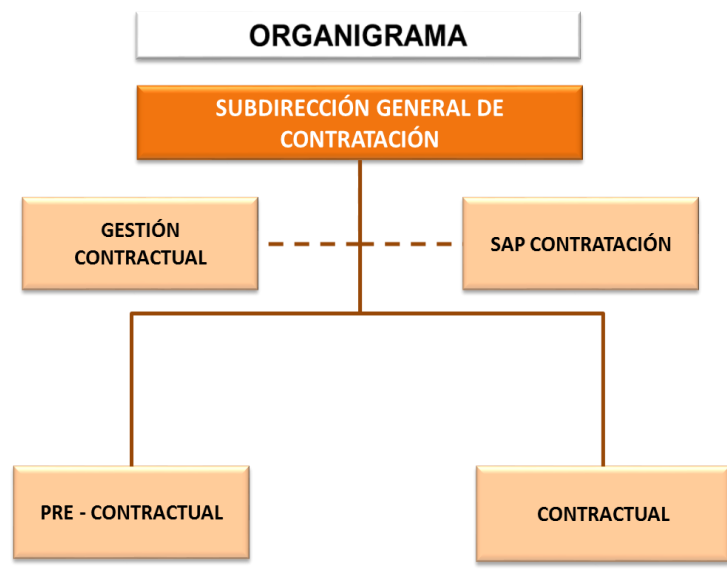 ORGANIGRAMA
SUBDIRECCIÓN GENERAL DE
CONTRATACIÓN
GESTIÓN
CONTRACTUAL
SAP CONTRATACIÓN
PRE - CONTRACTUAL
CONTRACTUAL